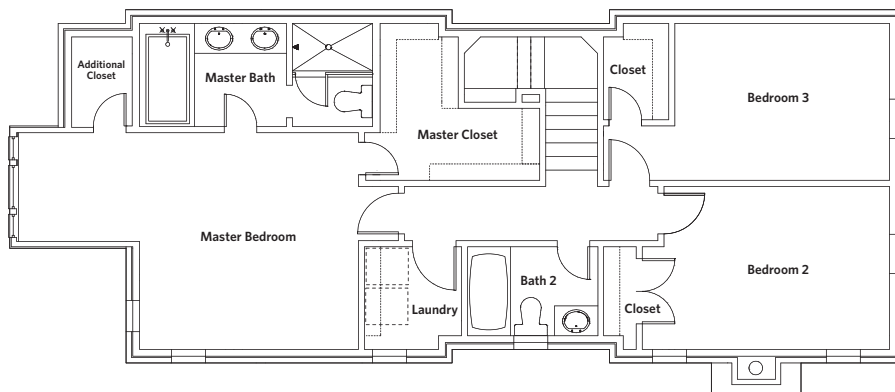 Additional
Closet
Master Bath
Closet
Bedroom 3
Master Closet
Master Bedroom
Bedroom 2
Bath 2
Laundry
Closet